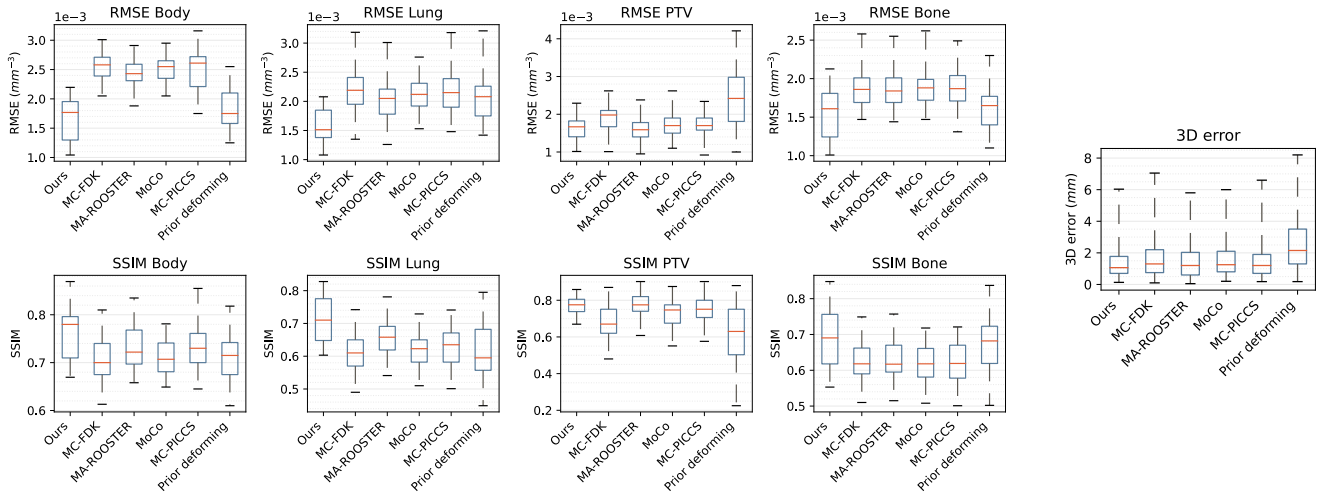 RMSE Body
1e−3
RMSE (mm⁻³)
3.0
2.5
2.0
1.5
1.0
Ours
MC-FDK
MA-ROOSTER
MoCo
MC-PICCS
Prior deforming
RMSE Lung
1e−3
RMSE (mm⁻³)
3.0
2.5
2.0
1.5
1.0
Ours
MC-FDK
MA-ROOSTER
MoCo
MC-PICCS
Prior deforming
RMSE PTV
1e−3
RMSE (mm⁻³)
4
3
2
1
Ours
MC-FDK
MA-ROOSTER
MoCo
MC-PICCS
Prior deforming
RMSE Bone
1e−3
RMSE (mm⁻³)
2.5
2.0
1.5
1.0
Ours
MC-FDK
MA-ROOSTER
MoCo
MC-PICCS
Prior deforming
3D error
3D error (mm)
8
6
4
2
0
Ours
MC-FDK
MA-ROOSTER
MoCo
MC-PICCS
Prior deforming
SSIM Body
SSIM
0.8
0.7
0.6
Ours
MC-FDK
MA-ROOSTER
MoCo
MC-PICCS
Prior deforming
SSIM Lung
SSIM
0.8
0.7
0.6
0.5
Ours
MC-FDK
MA-ROOSTER
MoCo
MC-PICCS
Prior deforming
SSIM PTV
SSIM
0.8
0.6
0.4
0.2
Ours
MC-FDK
MA-ROOSTER
MoCo
MC-PICCS
Prior deforming
SSIM Bone
SSIM
0.8
0.7
0.6
0.5
Ours
MC-FDK
MA-ROOSTER
MoCo
MC-PICCS
Prior deforming